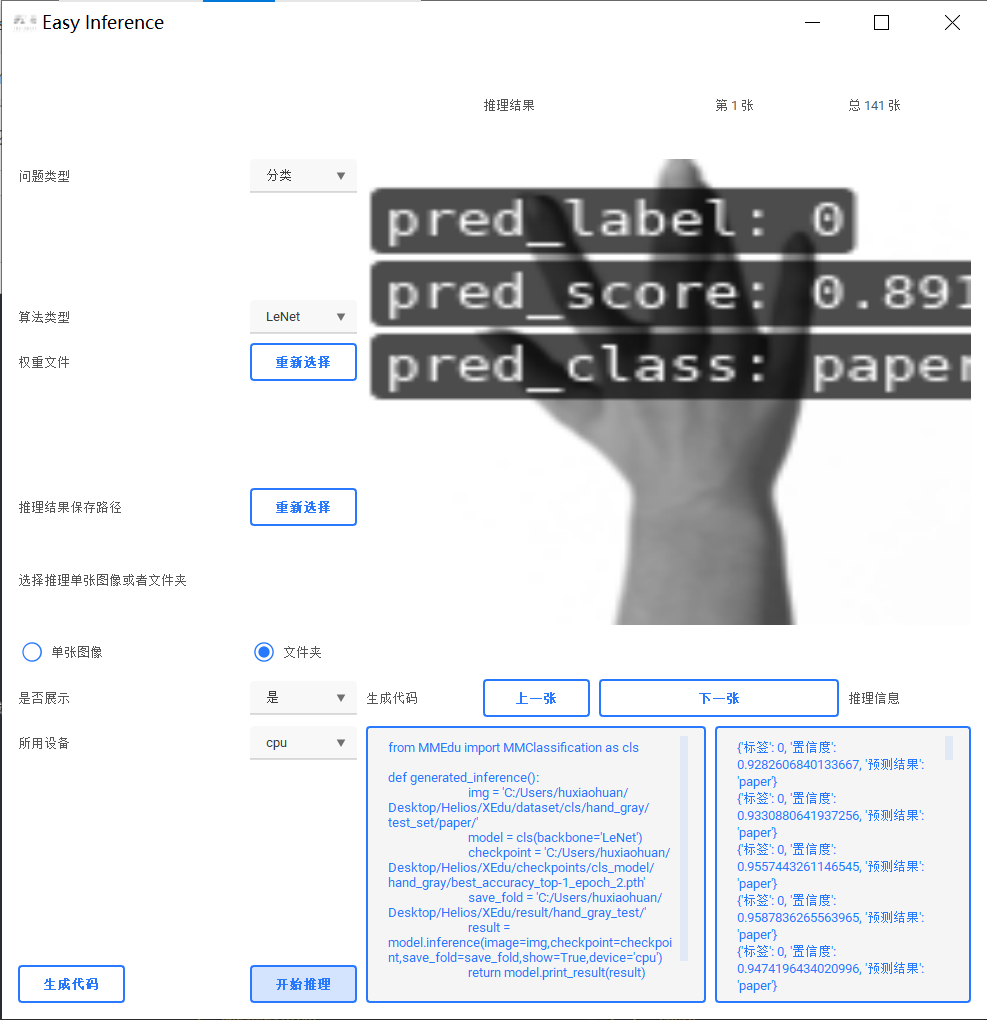 Easy Inference
推理结果
第 1 张
总 141 张
问题类型
分类
算法类型
LeNet
权重文件
重新选择
推理结果保存路径
重新选择
选择推理单张图像或者文件夹
单张图像
文件夹
是否展示
是
所用设备
cpu
生成代码
开始推理
pred_label: 0
pred_score: 0.891
pred_class: paper
生成代码
上一张
下一张
推理信息
from MMEdu import MMClassification as cls
def generated_inference():
img = 'C:/Users/huxiaohuan/
Desktop/Helios/XEdu/dataset/cls/hand_gray/
test_set/paper/'
model = cls(backbone='LeNet')
checkpoint = 'C:/Users/huxiaohuan/
Desktop/Helios/XEdu/checkpoints/cls_model/
hand_gray/best_accuracy_top-1_epoch_2.pth'
save_fold = 'C:/Users/huxiaohuan/
Desktop/Helios/XEdu/result/hand_gray_test/'
result =
model.inference(image=img,checkpoint=checkpoi
nt,save_fold=save_fold,show=True,device='cpu')
return model.print_result(result)
{'标签': 0, '置信度':
0.9282606840133667, '预测结果':
'paper'}
{'标签': 0, '置信度':
0.9330880641937256, '预测结果':
'paper'}
{'标签': 0, '置信度':
0.9557443261146545, '预测结果':
'paper'}
{'标签': 0, '置信度':
0.9587836265563965, '预测结果':
'paper'}
{'标签': 0, '置信度':
0.9474196434020996, '预测结果':
'paper'}